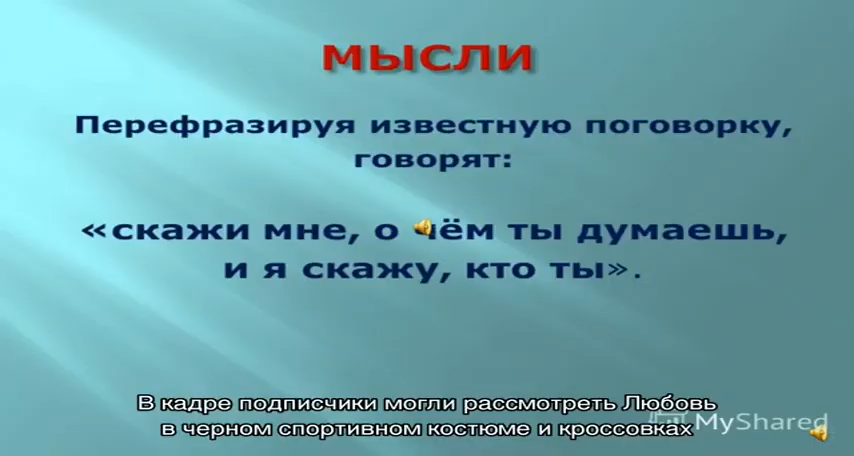 МЫСЛИ
Перефразируя известную поговорку,
говорят:
«скажи мне, о чём ты думаешь,
и я скажу, кто ты».
В кадре подписчики могли рассмотреть Любовь
в черном спортивном костюме и кроссовках
MyShared